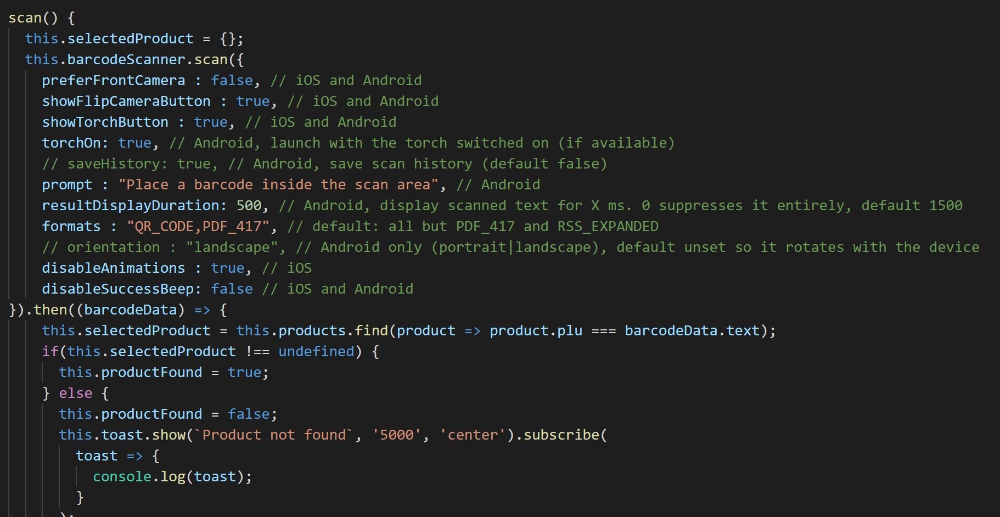 scan() {
this.selectedProduct = {};
this.barcodeScanner.scan({
preferFrontCamera : false, // iOS and Android
showFlipCameraButton : true, // iOS and Android
showTorchButton : true, // iOS and Android
torchOn: true, // Android, launch with the torch switched on (if available)
// saveHistory: true, // Android, save scan history (default false)
prompt : "Place a barcode inside the scan area", // Android
resultDisplayDuration: 500, // Android, display scanned text for X ms. 0 suppresses it entirely, default 1500
formats : "QR_CODE,PDF_417", // default: all but PDF_417 and RSS_EXPANDED
// orientation : "landscape", // Android only (portrait|landscape), default unset so it rotates with the device
disableAnimations : true, // iOS
disableSuccessBeep: false // iOS and Android
}).then((barcodeData) => {
this.selectedProduct = this.products.find(product => product.plu === barcodeData.text);
if(this.selectedProduct !== undefined) {
this.productFound = true;
} else {
this.productFound = false;
this.toast.show(`Product not found`, '5000', 'center').subscribe(
toast => {
console.log(toast);
}
);